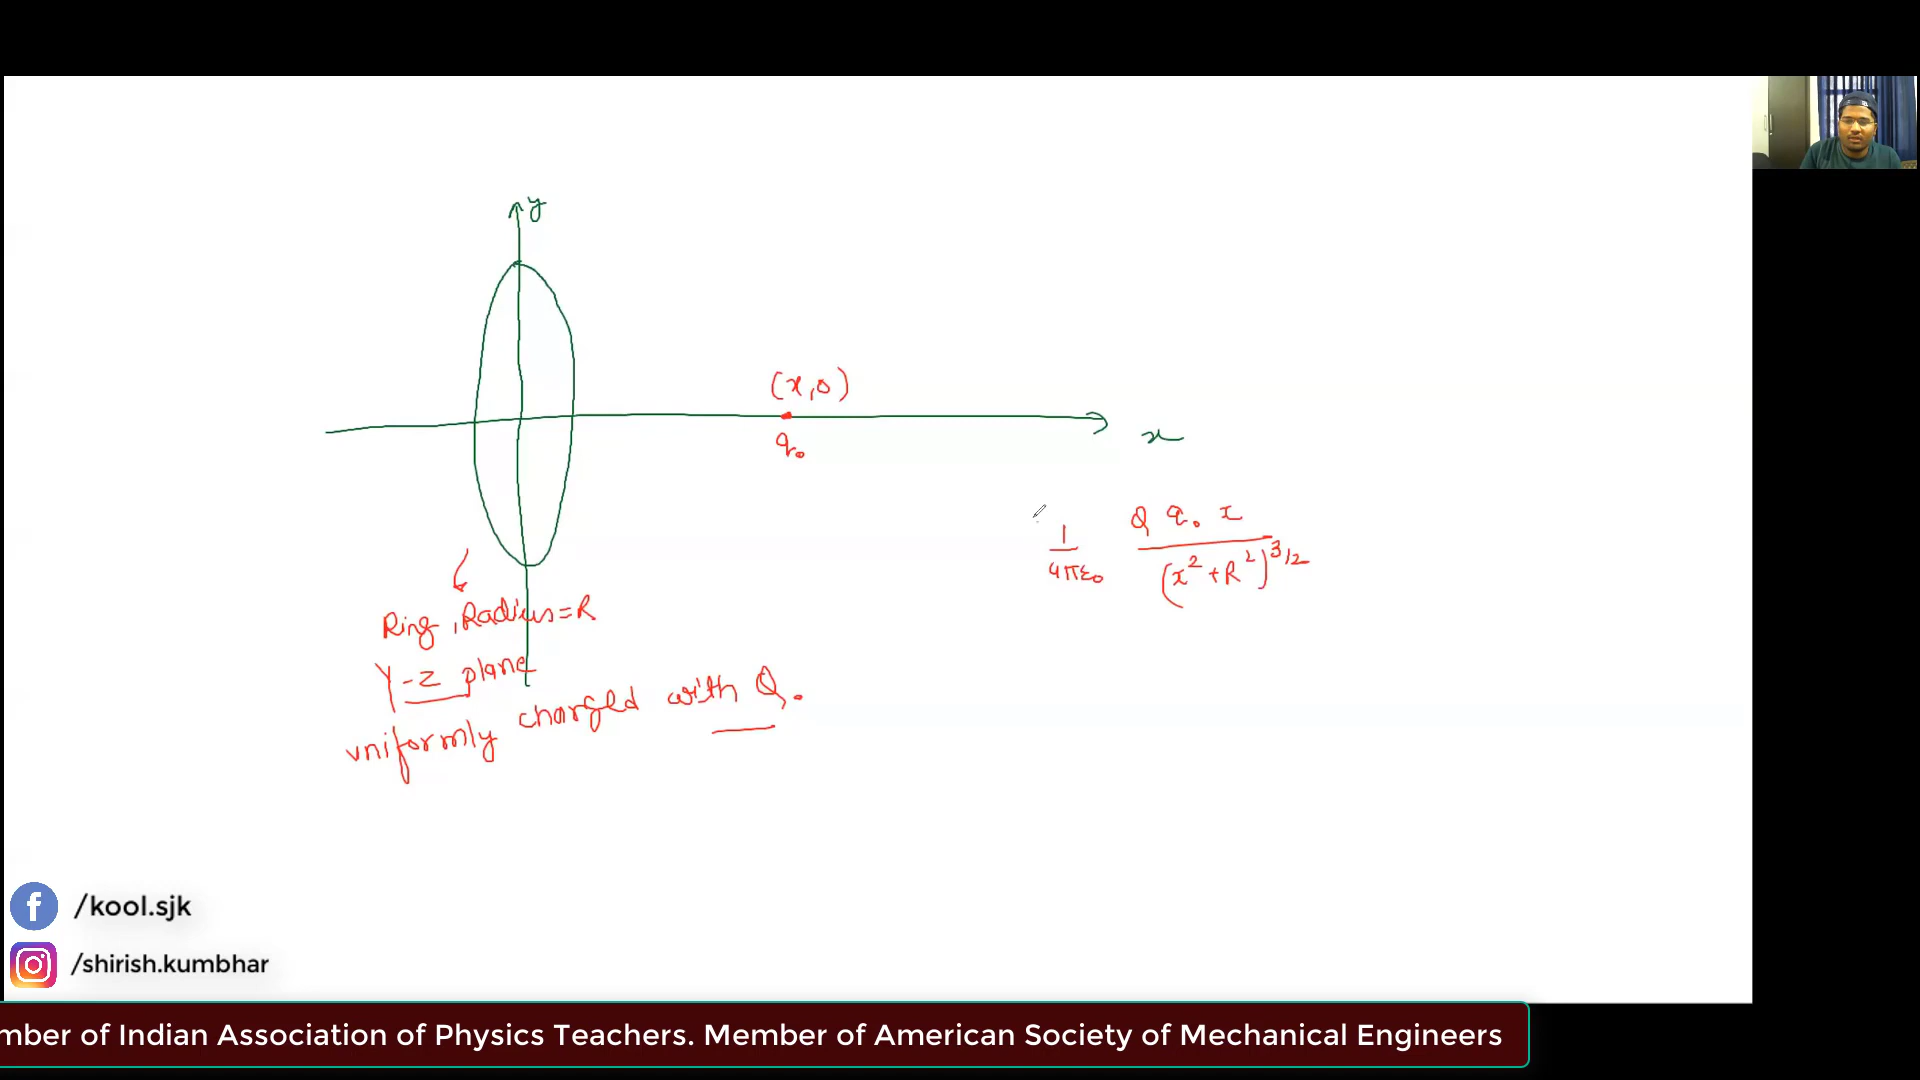 y
(x,0)
q₀
x
1/4πε₀ Q q₀ x/(x²+R²)^3/2
Ring, Radius=R
Y-Z plane
uniformly charged with Q.
/kool.sjk
/shirish.kumbhar
mber of Indian Association of Physics Teachers. Member of American Society of Mechanical Engineers